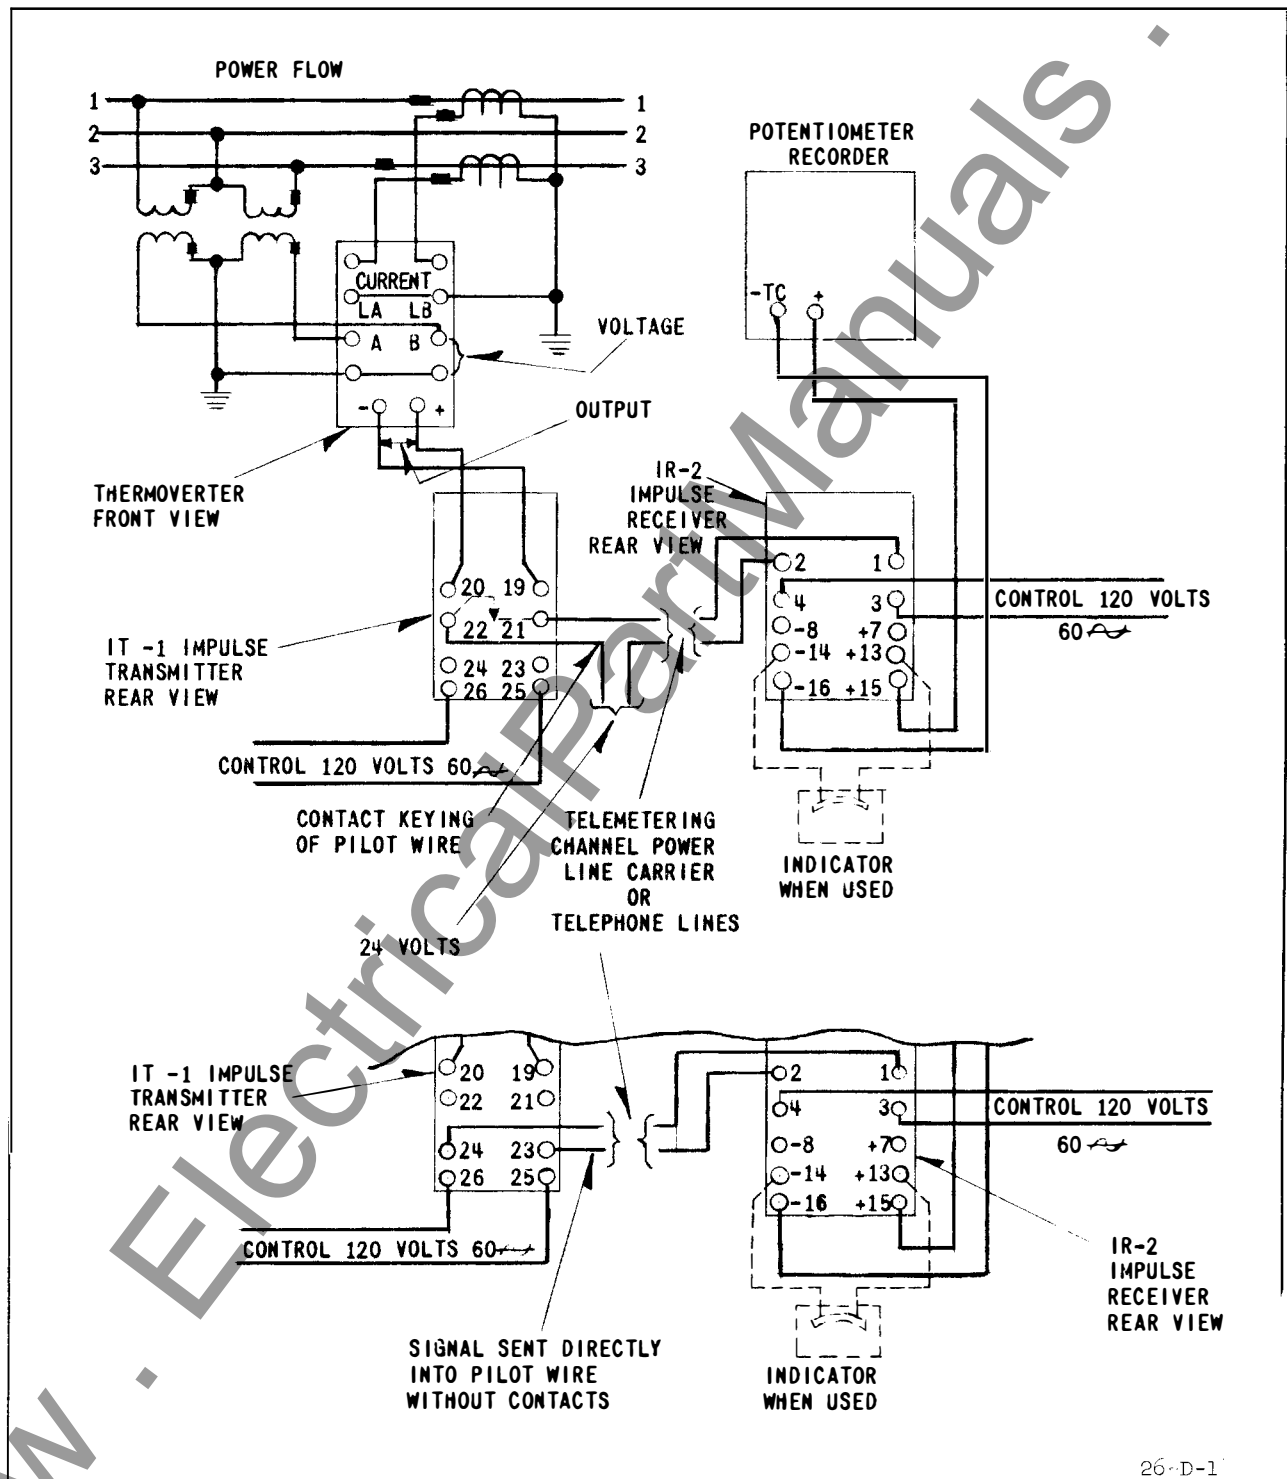 POWER FLOW
1 1
2 2
3 3
POTENTIOMETER
RECORDER
-TC +
CURRENT
LA LB
A B
- +
VOLTAGE
OUTPUT
THERMOVERTER
FRONT VIEW
IR-2
IMPULSE
RECEIVER
REAR VIEW
20 19
22 21
24 23
26 25
2 1
4 3
-8 +7
-14 +13
-16 +15
CONTROL 120 VOLTS
60
IT -1 IMPULSE
TRANSMITTER
REAR VIEW
CONTROL 120 VOLTS 60
CONTACT KEYING
OF PILOT WIRE
TELEMETERING
CHANNEL POWER
LINE CARRIER
OR
TELEPHONE LINES
INDICATOR
WHEN USED
24 VOLTS
IT -1 IMPULSE
TRANSMITTER
REAR VIEW
20 19
22 21
24 23
26 25
2 1
4 3
-8 +7
-14 +13
-16 +15
CONTROL 120 VOLTS
60
CONTROL 120 VOLTS 60
IR-2
IMPULSE
RECEIVER
REAR VIEW
SIGNAL SENT DIRECTLY
INTO PILOT WIRE
WITHOUT CONTACTS
INDICATOR
WHEN USED
26-D-1
w . ElectricalPartManuals .